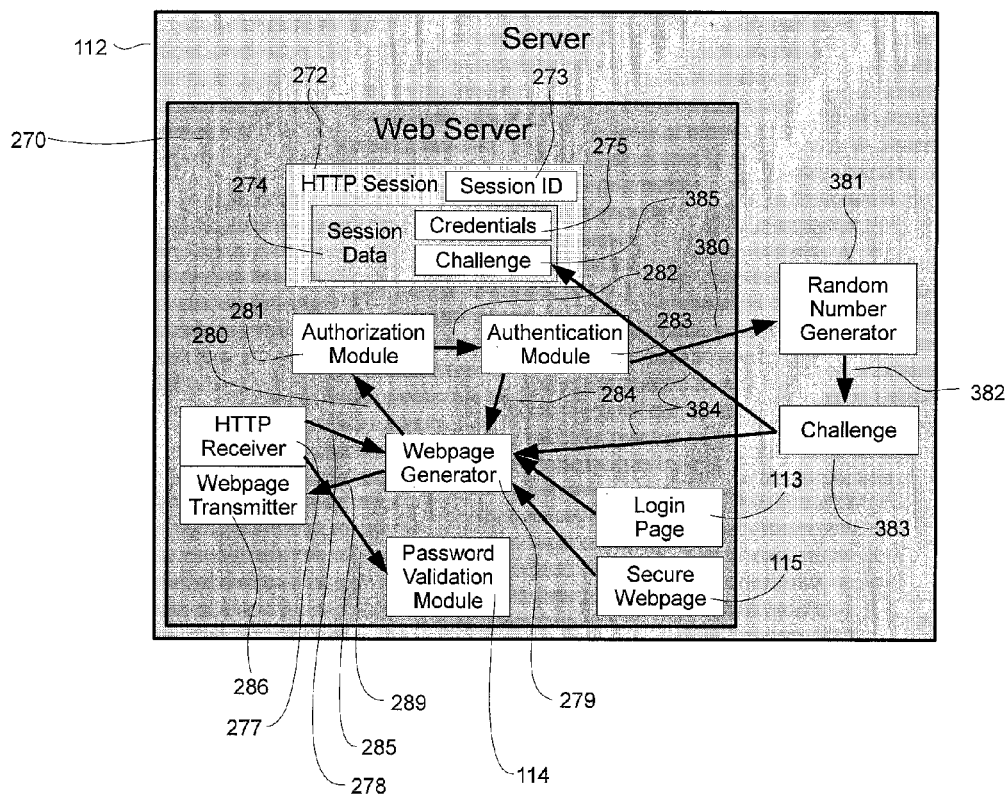 112
Server
272
273
270
Web Server
275
274
HTTP Session
Session ID
385
381
Session
Data
Credentials
Challenge
380
282
Random
Number
Generator
281
280
Authorization
Module
Authentication
Module
283
382
284
384
HTTP
Receiver
Webpage
Generator
Challenge
Webpage
Transmitter
113
Login
Page
383
Password
Validation
Module
Secure
Webpage
115
286
289
279
277
285
114
278